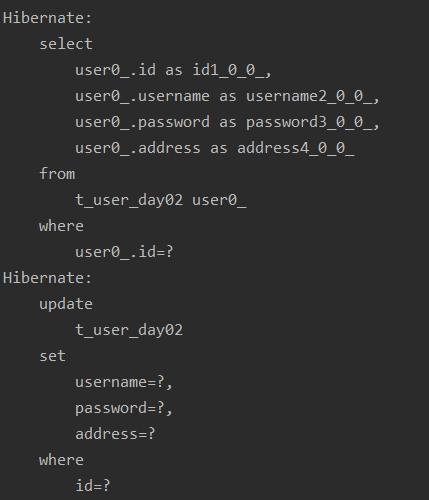 Hibernate:
    select
        user0_.id as id1_0_0_,
        user0_.username as username2_0_0_,
        user0_.password as password3_0_0_,
        user0_.address as address4_0_0_
    from
        t_user_day02 user0_
    where
        user0_.id=?
Hibernate:
    update
        t_user_day02
    set
        username=?,
        password=?,
        address=?
    where
        id=?